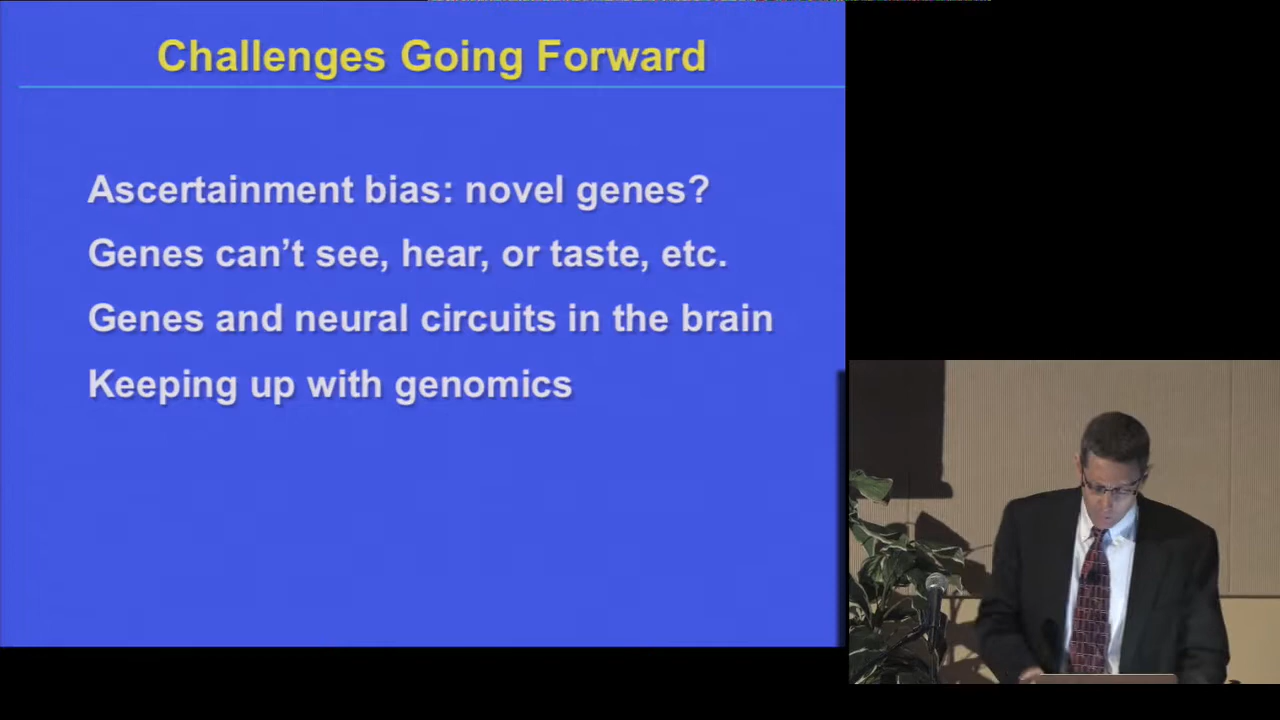 Challenges Going Forward
Ascertainment bias: novel genes?
Genes can’t see, hear, or taste, etc.
Genes and neural circuits in the brain
Keeping up with genomics